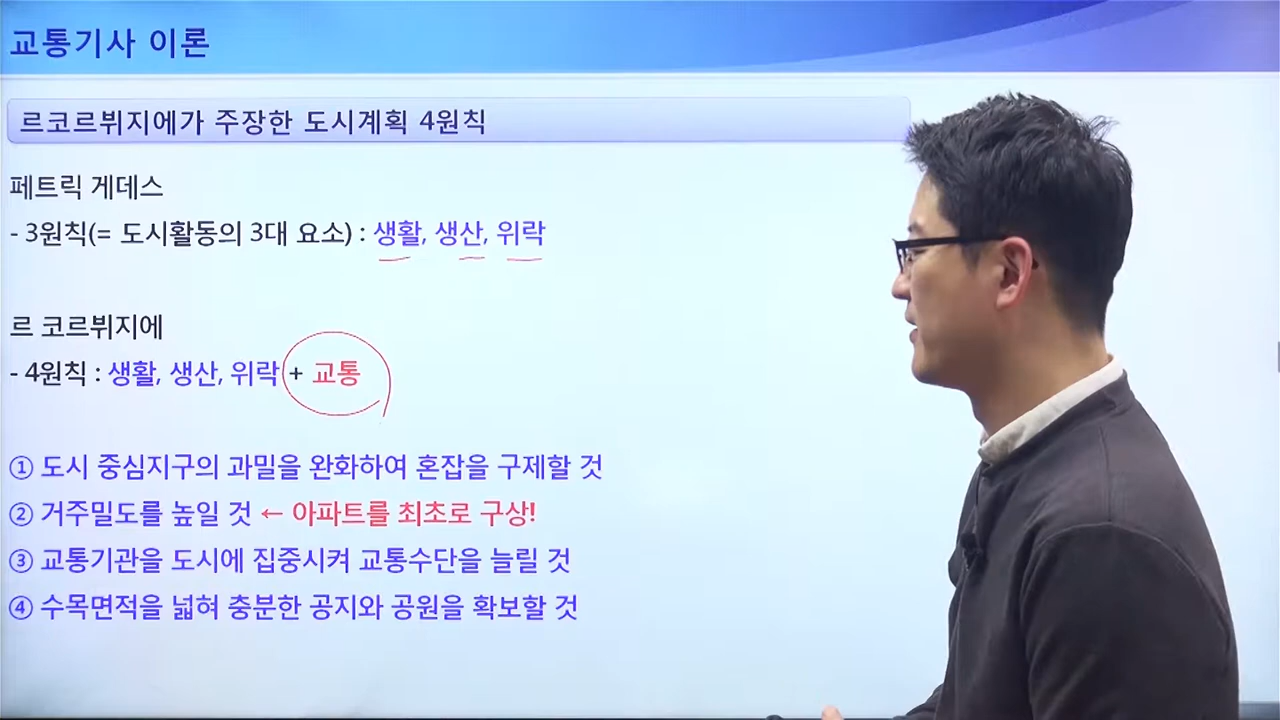 교통기사 이론
르코르뷔지에가 주장한 도시계획 4원칙
페트릭 게데스
- 3원칙(= 도시활동의 3대 요소) : 생활, 생산, 위락
르 코르뷔지에
- 4원칙 : 생활, 생산, 위락 + 교통
① 도시 중심지구의 과밀을 완화하여 혼잡을 구제할 것
② 거주밀도를 높일 것 ← 아파트를 최초로 구상!
③ 교통기관을 도시에 집중시켜 교통수단을 늘릴 것
④ 수목면적을 넓혀 충분한 공지와 공원을 확보할 것